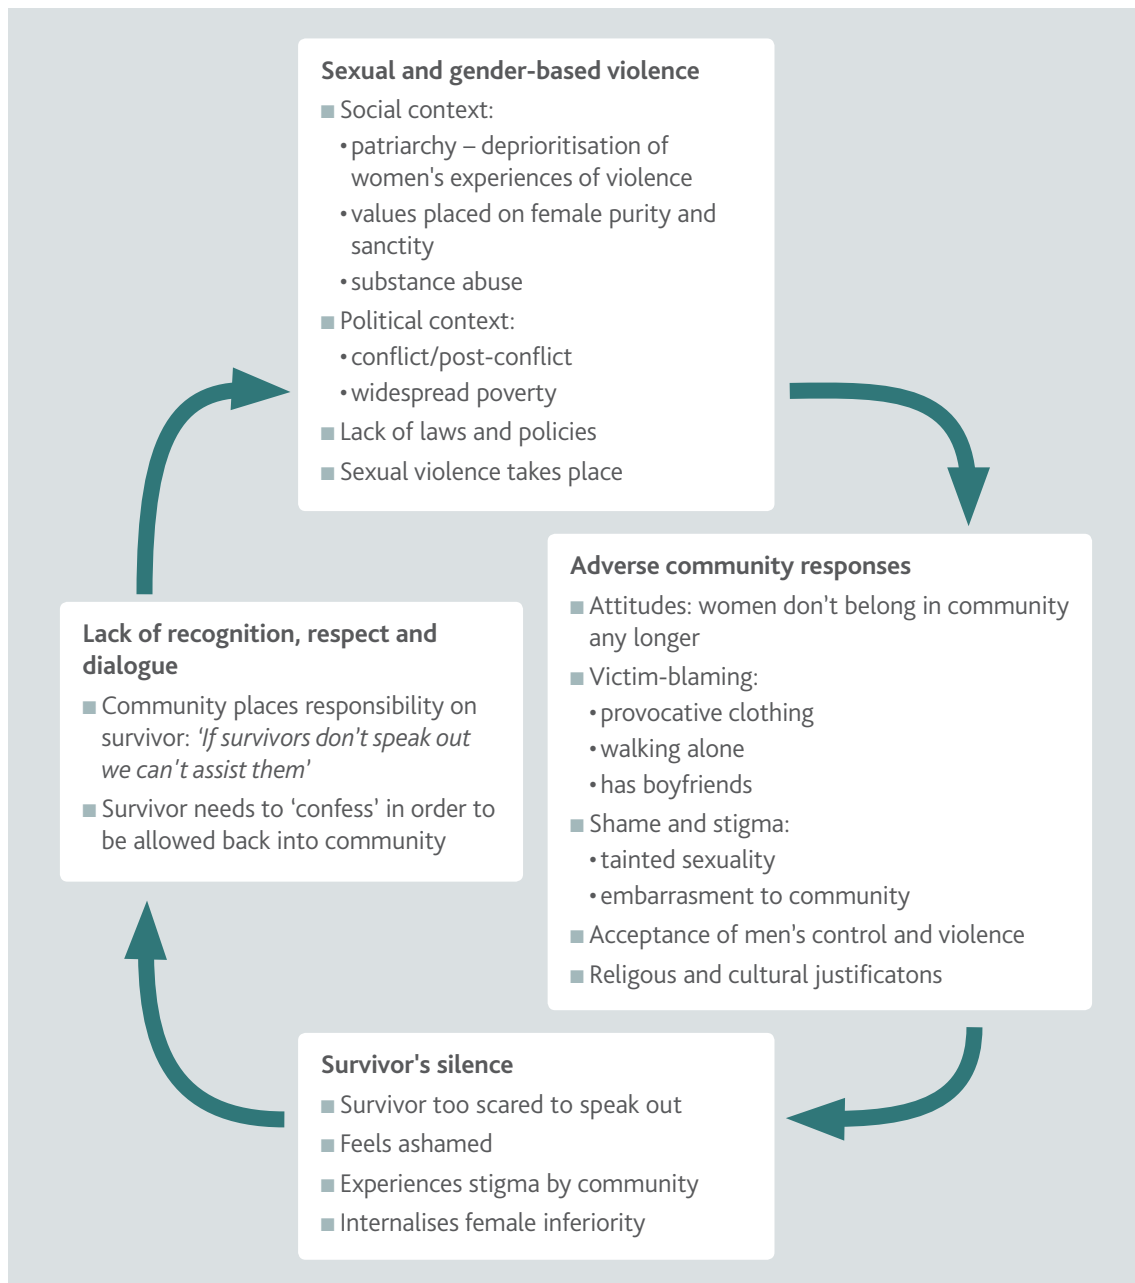 Sexual and gender-based violence
■ Social context:
• patriarchy – deprioritisation of
women's experiences of violence
• values placed on female purity and
sanctity
• substance abuse
■ Political context:
• conflict/post-conflict
• widespread poverty
■ Lack of laws and policies
■ Sexual violence takes place
Adverse community responses
■ Attitudes: women don’t belong in community
any longer
■ Victim-blaming:
• provocative clothing
• walking alone
• has boyfriends
■ Shame and stigma:
• tainted sexuality
• embarrasment to community
■ Acceptance of men’s control and violence
■ Religous and cultural justificatons
Survivor's silence
■ Survivor too scared to speak out
■ Feels ashamed
■ Experiences stigma by community
■ Internalises female inferiority
Lack of recognition, respect and
dialogue
■ Community places responsibility on
survivor: ‘If survivors don’t speak out
we can’t assist them’
■ Survivor needs to ‘confess’ in order to
be allowed back into community